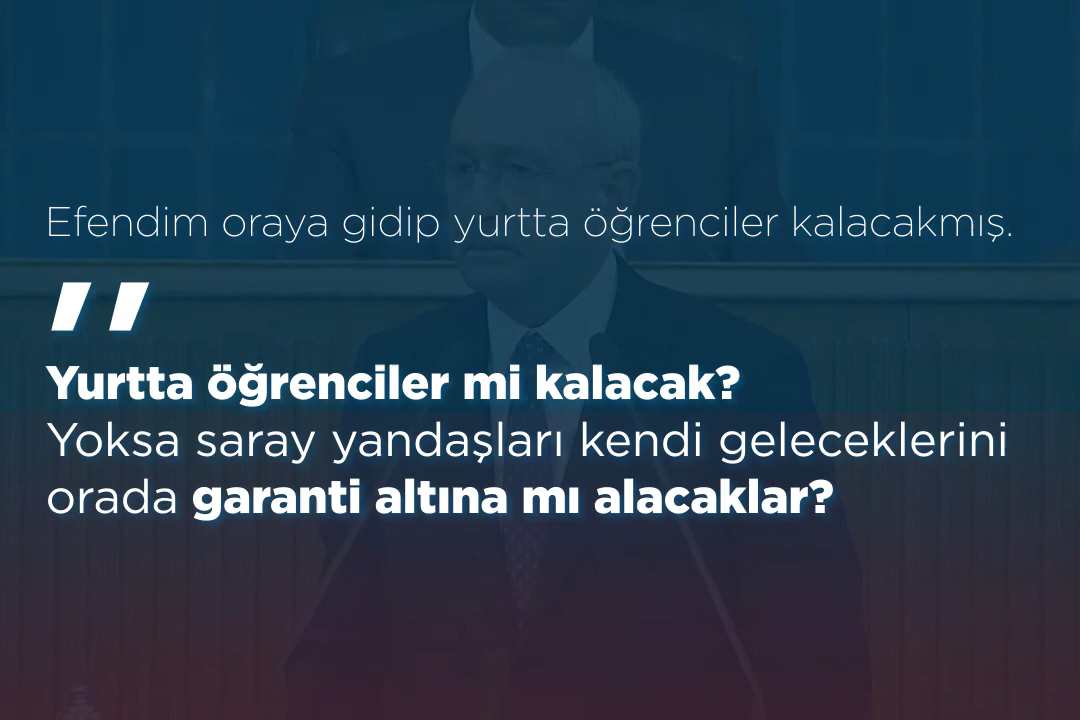 Efendim oraya gidip yurtta öğrenciler kalacakmış.
"
Yurtta öğrenciler mi kalacak?
Yoksa saray yandaşları kendi geleceklerini
orada garanti altına mı alacaklar?